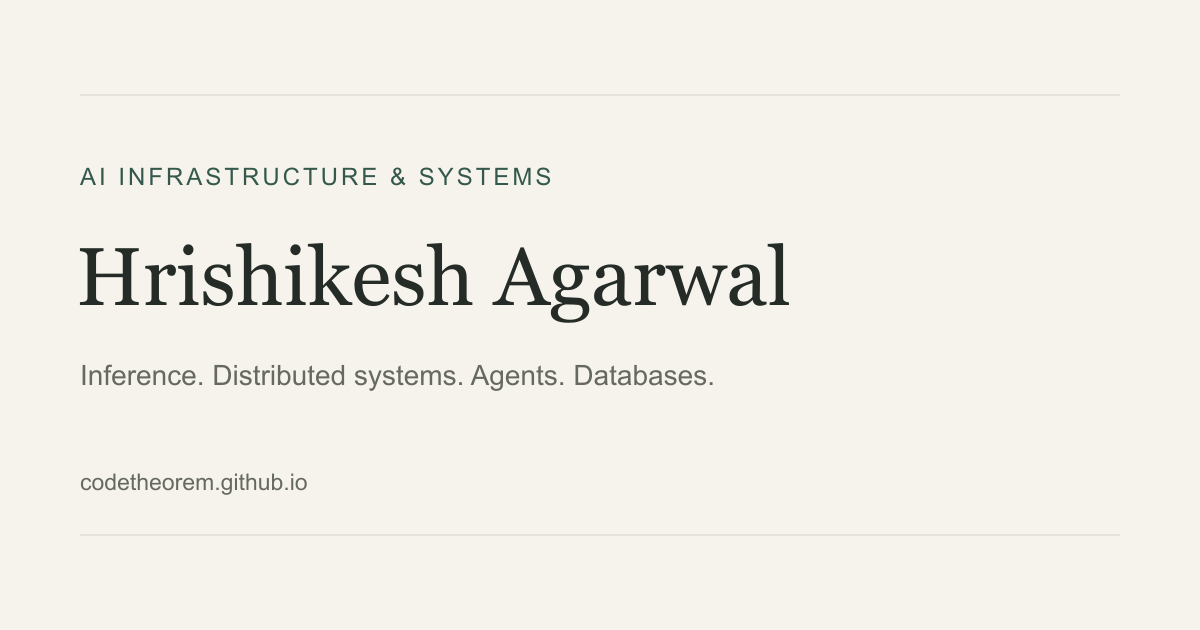 AI INFRASTRUCTURE & SYSTEMS
Hrishikesh Agarwal
Inference. Distributed systems. Agents. Databases.
codetheorem.github.io